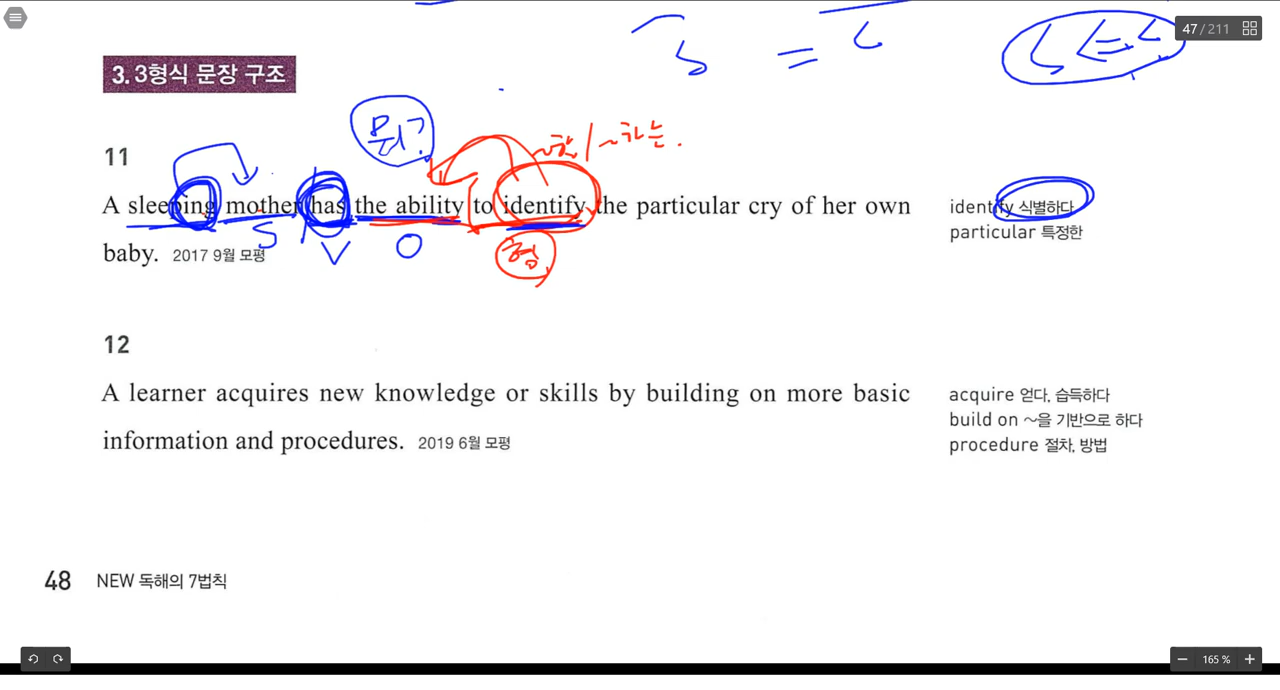 47 / 211
3. 3형식 문장 구조
뭐?
~한 / ~하는.
11
A sleeping mother has the ability to identify the particular cry of her own
identify 식별하다
S
V
O
형
baby. 2017 9월 모평
particular 특정한
12
A learner acquires new knowledge or skills by building on more basic
acquire 얻다, 습득하다
build on ~을 기반으로 하다
information and procedures. 2019 6월 모평
procedure 절차, 방법
48 NEW 독해의 7법칙
165 %